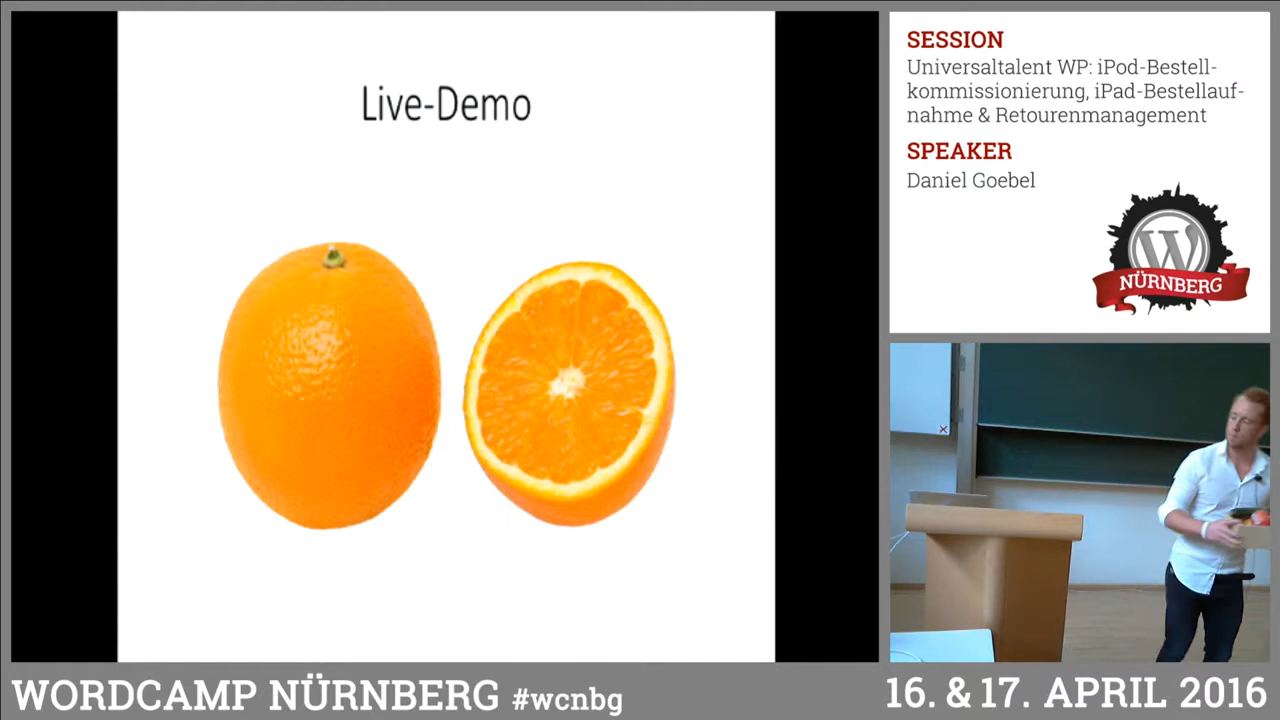 Live-Demo
SESSION
Universaltalent WP: iPod-Bestell-
kommissionierung, iPad-Bestellauf-
nahme & Retourenmanagement
SPEAKER
Daniel Goebel
W
NÜRNBERG
WORDCAMP NÜRNBERG #wcnbg
16. & 17. APRIL 2016